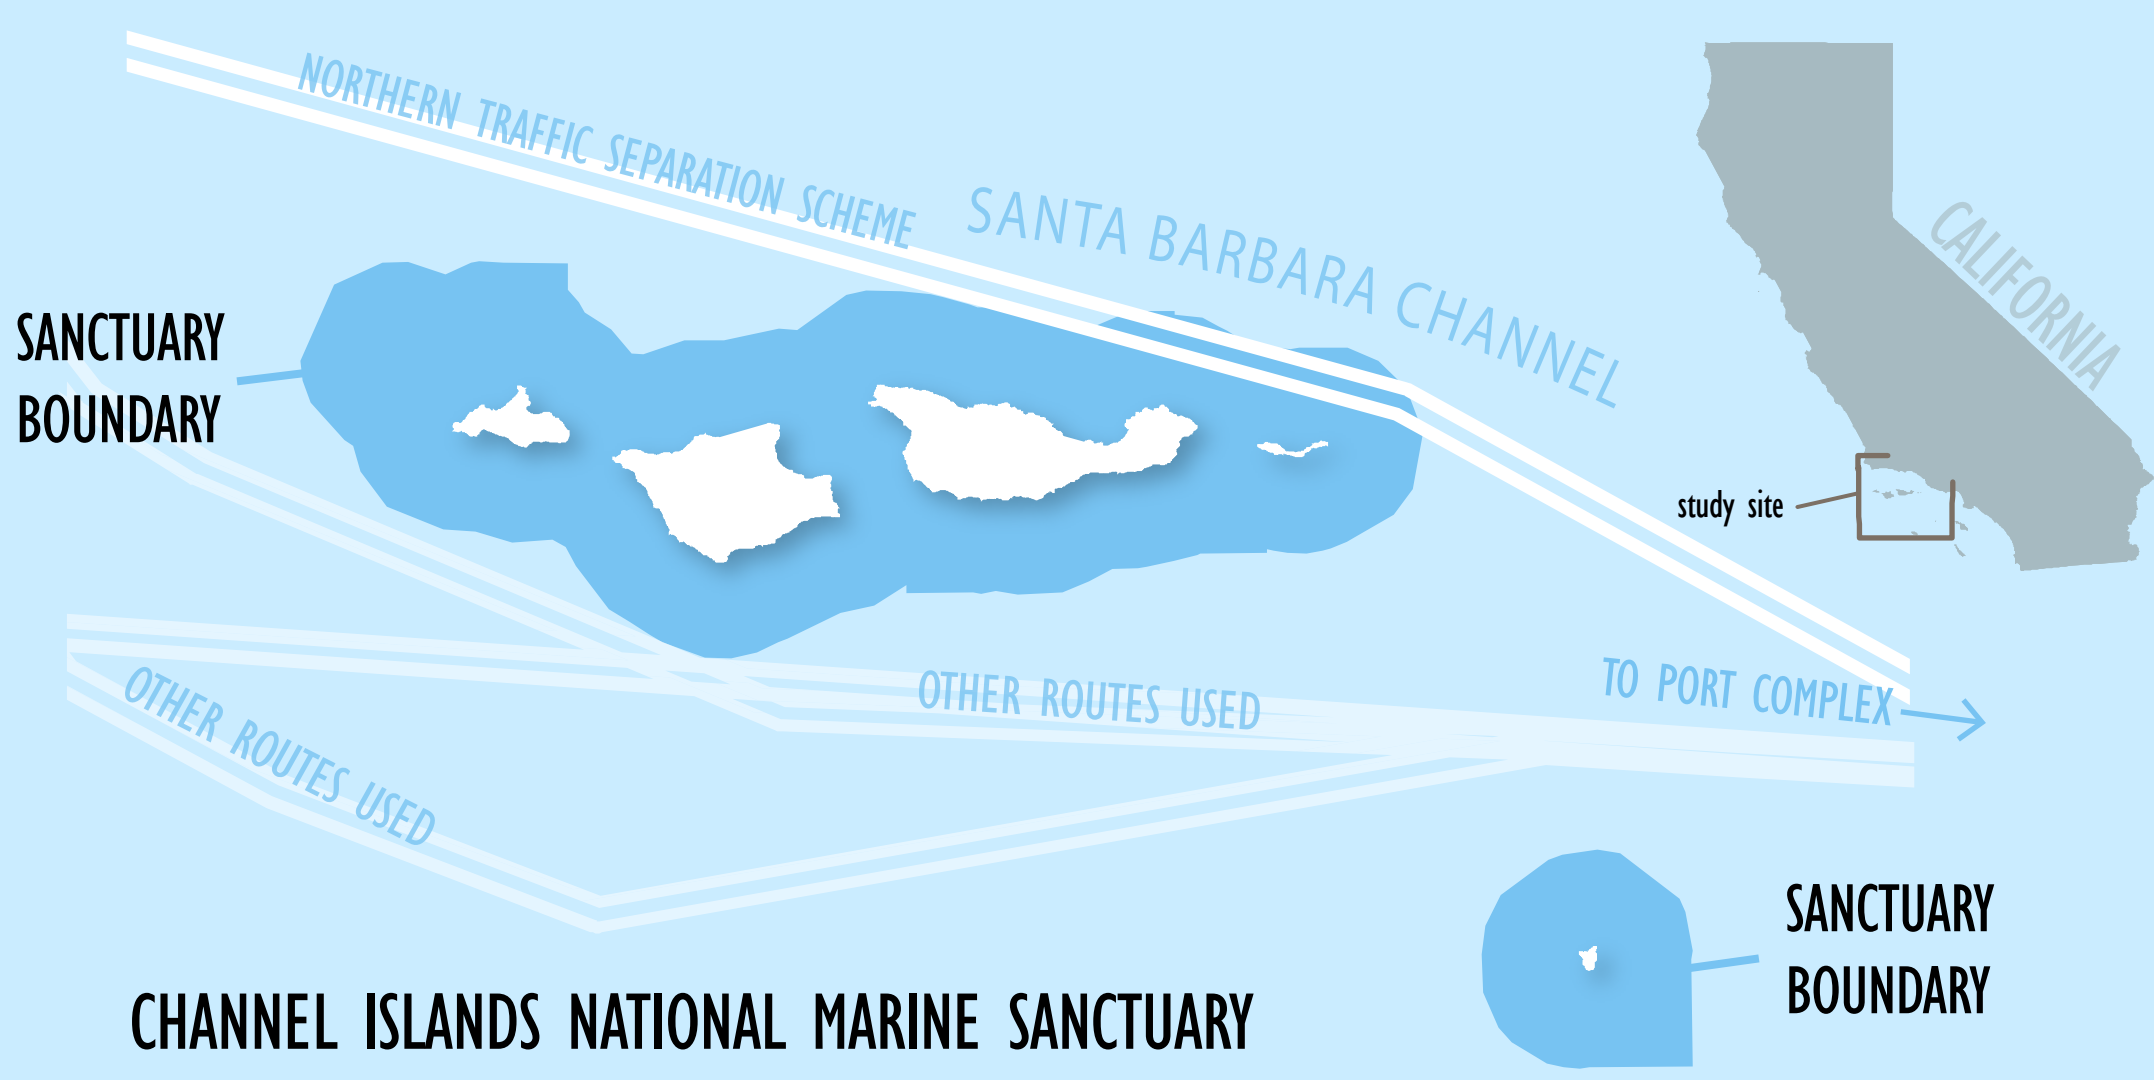 NORTHERN TRAFFIC SEPARATION SCHEME
SANTA BARBARA CHANNEL
CALIFORNIA
SANCTUARY
BOUNDARY
study site
OTHER ROUTES USED
OTHER ROUTES USED
TO PORT COMPLEX
SANCTUARY
BOUNDARY
CHANNEL ISLANDS NATIONAL MARINE SANCTUARY